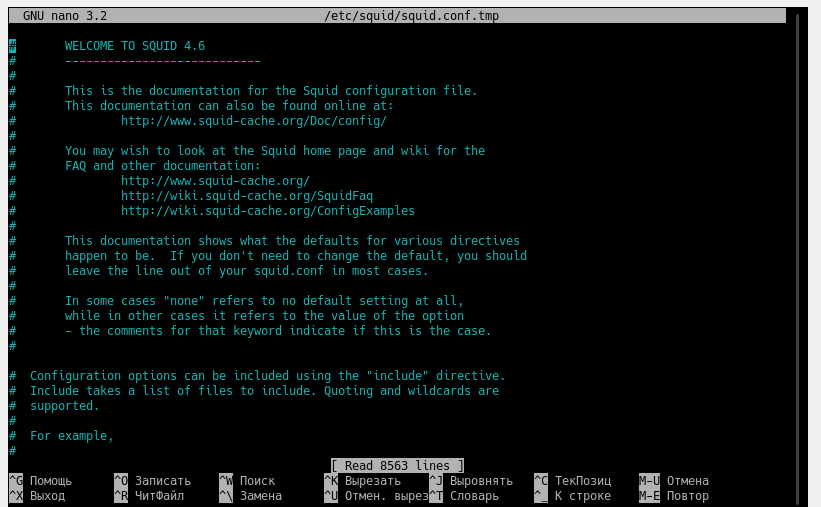 GNU nano 3.2 /etc/squid/squid.conf.tmp
# WELCOME TO SQUID 4.6
# ----------------------------
#
# This is the documentation for the Squid configuration file.
# This documentation can also be found online at:
# http://www.squid-cache.org/Doc/config/
#
# You may wish to look at the Squid home page and wiki for the
# FAQ and other documentation:
# http://www.squid-cache.org/
# http://wiki.squid-cache.org/SquidFaq
# http://wiki.squid-cache.org/ConfigExamples
#
# This documentation shows what the defaults for various directives
# happen to be.  If you don't need to change the default, you should
# leave the line out of your squid.conf in most cases.
#
# In some cases "none" refers to no default setting at all,
# while in other cases it refers to the value of the option
# - the comments for that keyword indicate if this is the case.
#
# Configuration options can be included using the "include" directive.
# Include takes a list of files to include. Quoting and wildcards are
# supported.
#
# For example,
#
[ Read 8563 lines ]
^G Помощь ^O Записать ^W Поиск ^K Вырезать ^J Выровнять ^C ТекПозиц M-U Отмена
^X Выход ^R ЧитФайл ^\ Замена ^U Отмен. вырез ^T Словарь ^_ К строке M-E Повтор